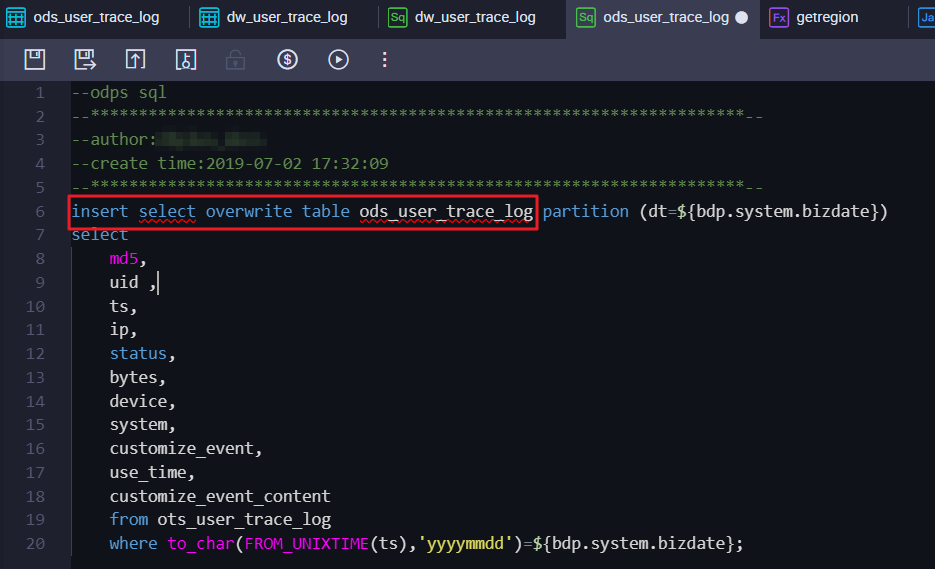 ods_user_trace_log dw_user_trace_log Sq dw_user_trace_log Sq ods_user_trace_log Fx getregion Ja
1 --odps sql
2 --********************************************************************--
3 --author:
4 --create time:2019-07-02 17:32:09
5 --********************************************************************--
6 insert select overwrite table ods_user_trace_log partition (dt=${bdp.system.bizdate})
7 select
8 md5,
9 uid ,
10 ts,
11 ip,
12 status,
13 bytes,
14 device,
15 system,
16 customize_event,
17 use_time,
18 customize_event_content
19 from ots_user_trace_log
20 where to_char(FROM_UNIXTIME(ts),'yyyymmdd')=${bdp.system.bizdate};